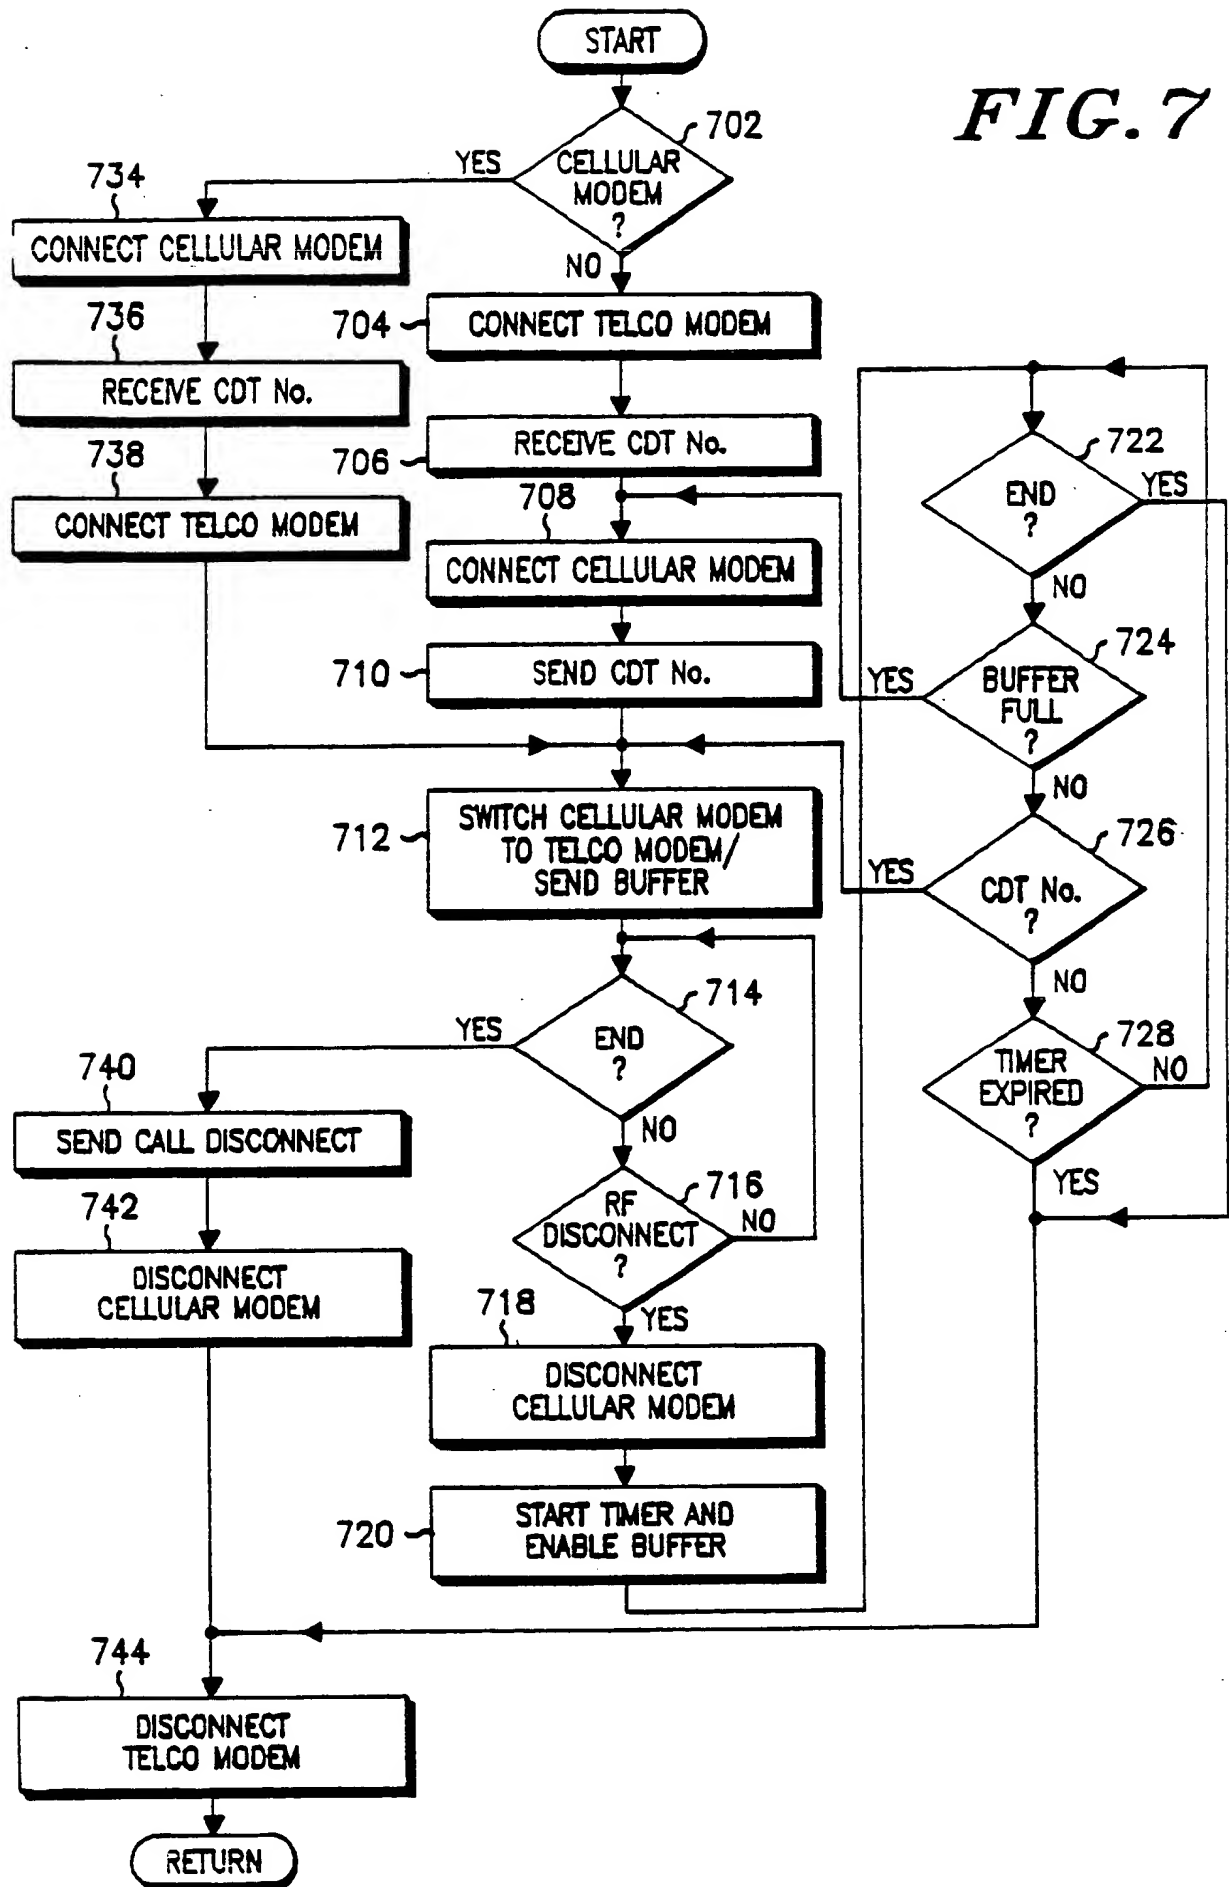 START
FIG. 7
702
CELLULAR
MODEM
?
YES
NO
734
CONNECT CELLULAR MODEM
704
CONNECT TELCO MODEM
736
RECEIVE CDT No.
706
RECEIVE CDT No.
738
CONNECT TELCO MODEM
708
CONNECT CELLULAR MODEM
710
SEND CDT No.
712
SWITCH CELLULAR MODEM
TO TELCO MODEM/
SEND BUFFER
714
END
?
YES
NO
716
RF
DISCONNECT
?
NO
YES
718
DISCONNECT
CELLULAR MODEM
720
START TIMER AND
ENABLE BUFFER
722
END
?
YES
NO
724
BUFFER
FULL
?
YES
NO
726
CDT No.
?
YES
NO
728
TIMER
EXPIRED
?
NO
YES
740
SEND CALL DISCONNECT
742
DISCONNECT
CELLULAR MODEM
744
DISCONNECT
TELCO MODEM
RETURN